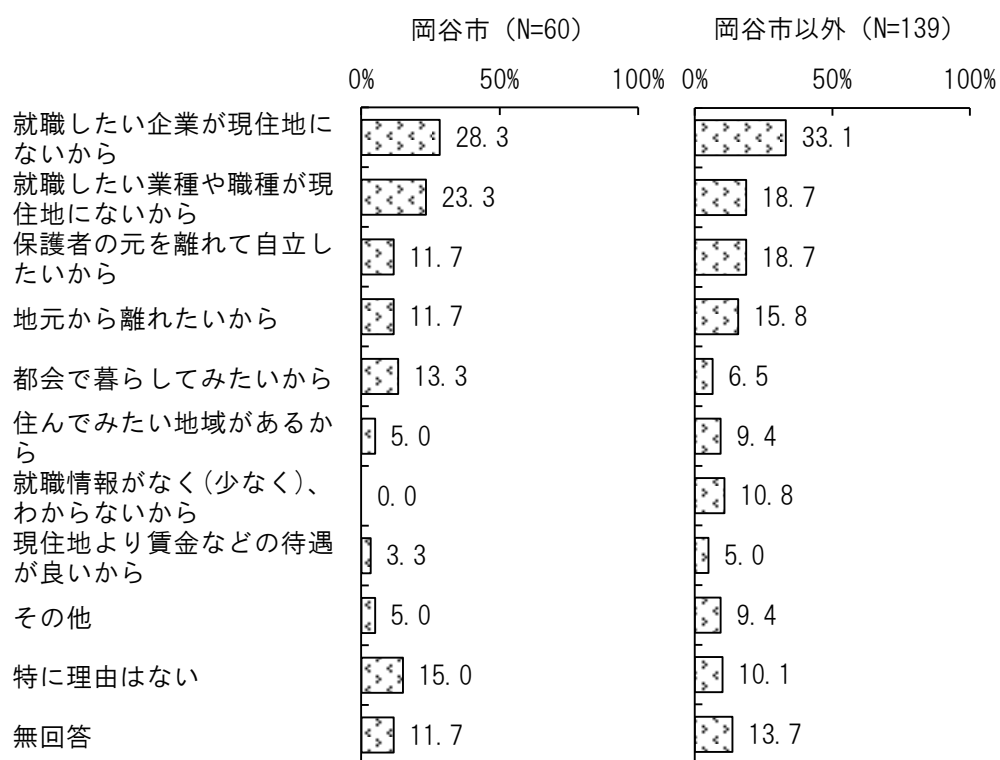 岡谷市（N=60）
岡谷市以外（N=139）
0% 50% 100%
0% 50% 100%
就職したい企業が現住地に
ないから
28.3
33.1
就職したい業種や職種が現
住地にないから
23.3
18.7
保護者の元を離れて自立し
たいから
11.7
18.7
地元から離れたいから
11.7
15.8
都会で暮らしてみたいから
13.3
6.5
住んでみたい地域があるか
ら
5.0
9.4
就職情報がなく(少なく)、
わからないから
0.0
10.8
現住地より賃金などの待遇
が良いから
3.3
5.0
その他
5.0
9.4
特に理由はない
15.0
10.1
無回答
11.7
13.7